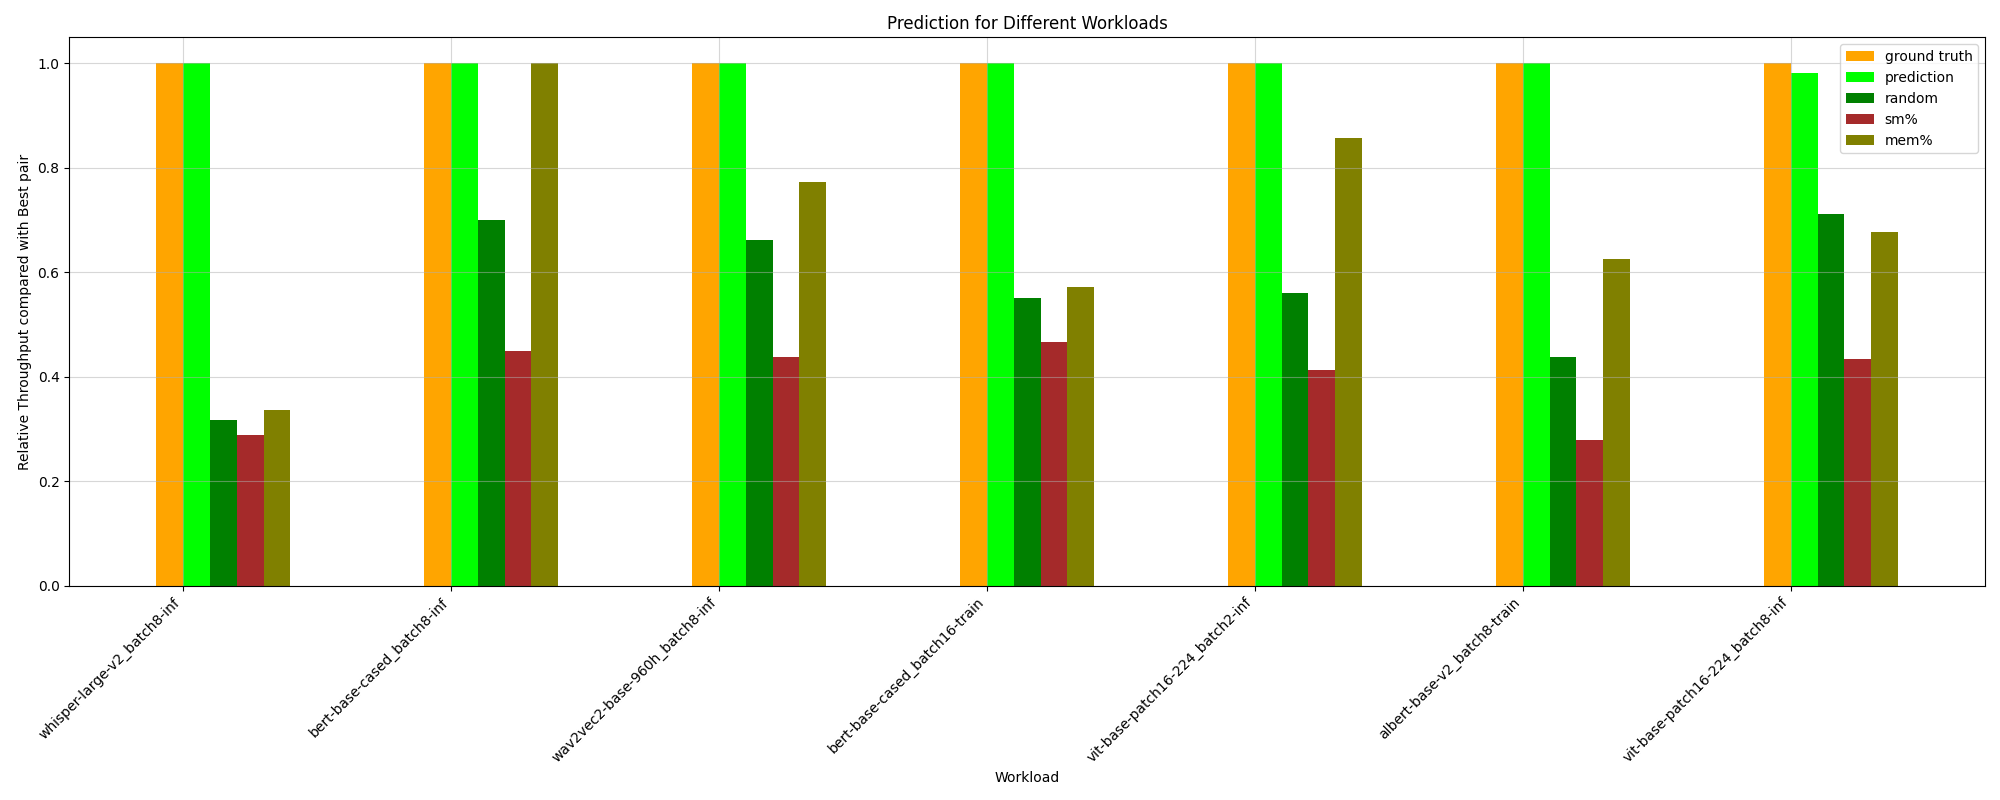 Prediction for Different Workloads
Relative Throughput compared with Best pair
1.0
0.8
0.6
0.4
0.2
0.0
ground truth
prediction
random
sm%
mem%
whisper-large-v2_batch8-inf
bert-base-cased_batch8-inf
wav2vec2-base-960h_batch8-inf
bert-base-cased_batch16-train
vit-base-patch16-224_batch2-inf
albert-base-v2_batch8-train
vit-base-patch16-224_batch8-inf
Workload